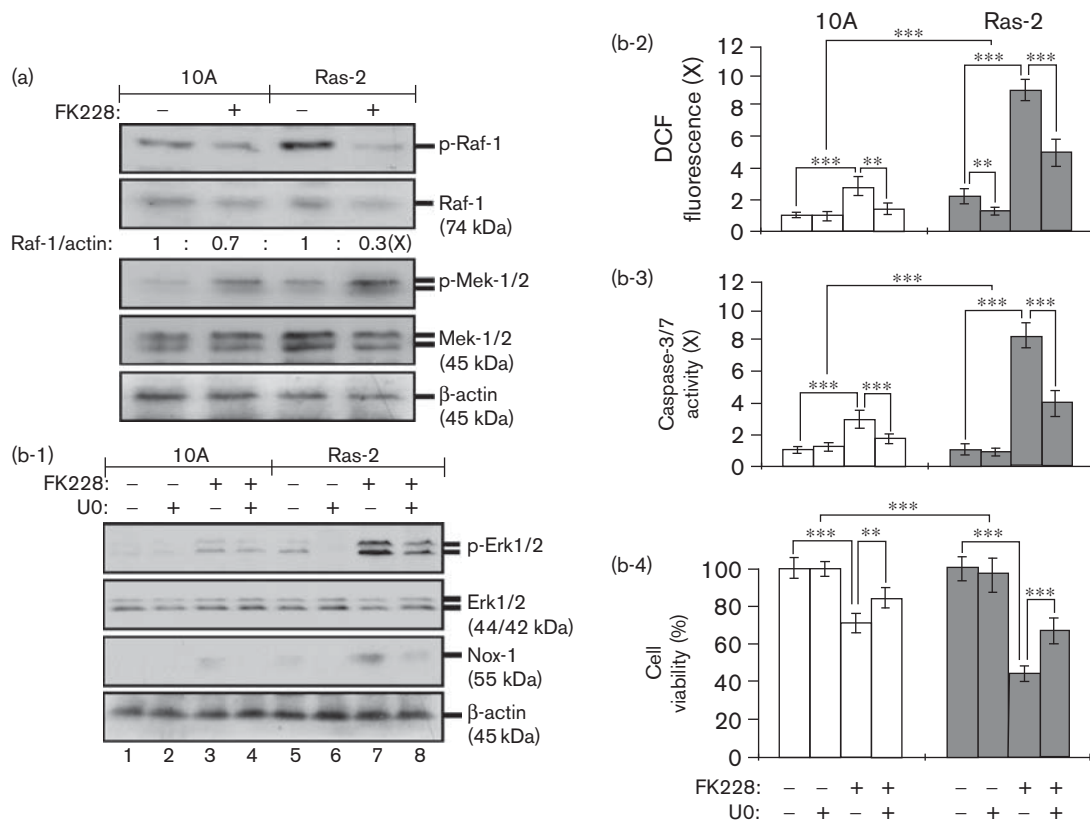 (a)
10A Ras-2
FK228: – + – +
p-Raf-1
Raf-1
(74 kDa)
Raf-1/actin: 1 : 0.7 : 1 : 0.3(X)
p-Mek-1/2
Mek-1/2
(45 kDa)
β-actin
(45 kDa)
(b-1)
10A Ras-2
FK228: – – + + – – + +
U0: – + – + – + – +
p-Erk1/2
Erk1/2
(44/42 kDa)
Nox-1
(55 kDa)
β-actin
(45 kDa)
1 2 3 4 5 6 7 8
10A Ras-2
(b-2)
DCF
fluorescence (X)
12
10
8
6
4
2
0
***
*** **
** *** ***
(b-3)
Caspase-3/7
activity (X)
12
10
8
6
4
2
0
***
*** ***
*** ***
(b-4)
Cell
viability (%)
100
80
60
40
20
0
***
*** **
*** ***
FK228: – – + + – – + +
U0: – + – + – + – +